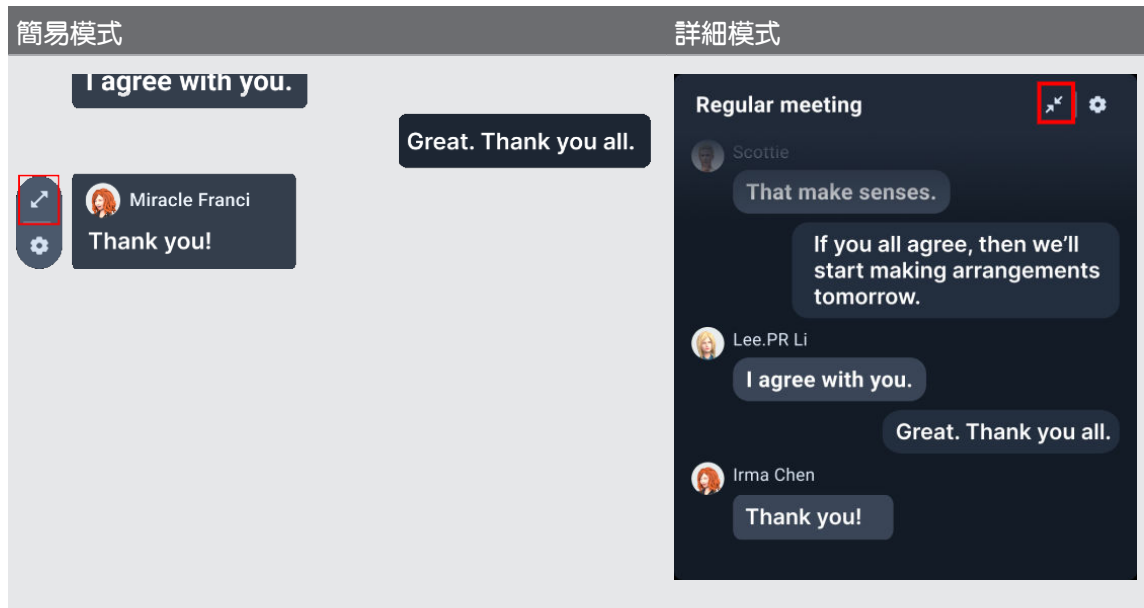 簡易模式
詳細模式
I agree with you.
Great. Thank you all.
Miracle Franci
Thank you!
Regular meeting
Scottie
That make senses.
If you all agree, then we’ll
start making arrangements
tomorrow.
Lee.PR Li
I agree with you.
Great. Thank you all.
Irma Chen
Thank you!